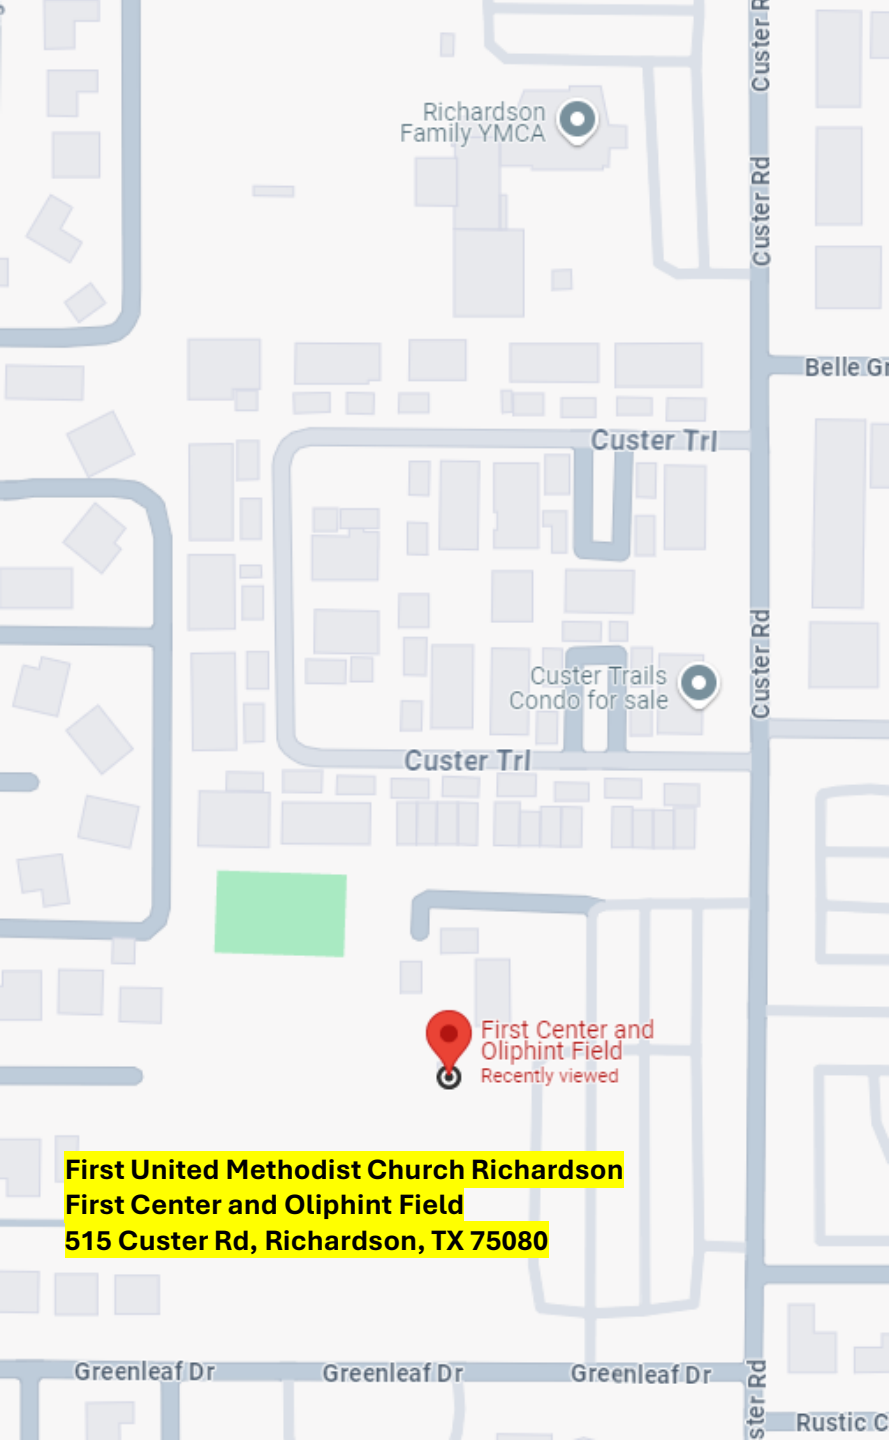 Custer R
Richardson
Family YMCA
Custer Rd
Belle Gr
Custer Trl
Custer Rd
Custer Trails
Condo for sale
Custer Trl
First Center and
Oliphint Field
Recently viewed
First United Methodist Church Richardson
First Center and Oliphint Field
515 Custer Rd, Richardson, TX 75080
Greenleaf Dr
Greenleaf Dr
Greenleaf Dr
ster Rd
Rustic C